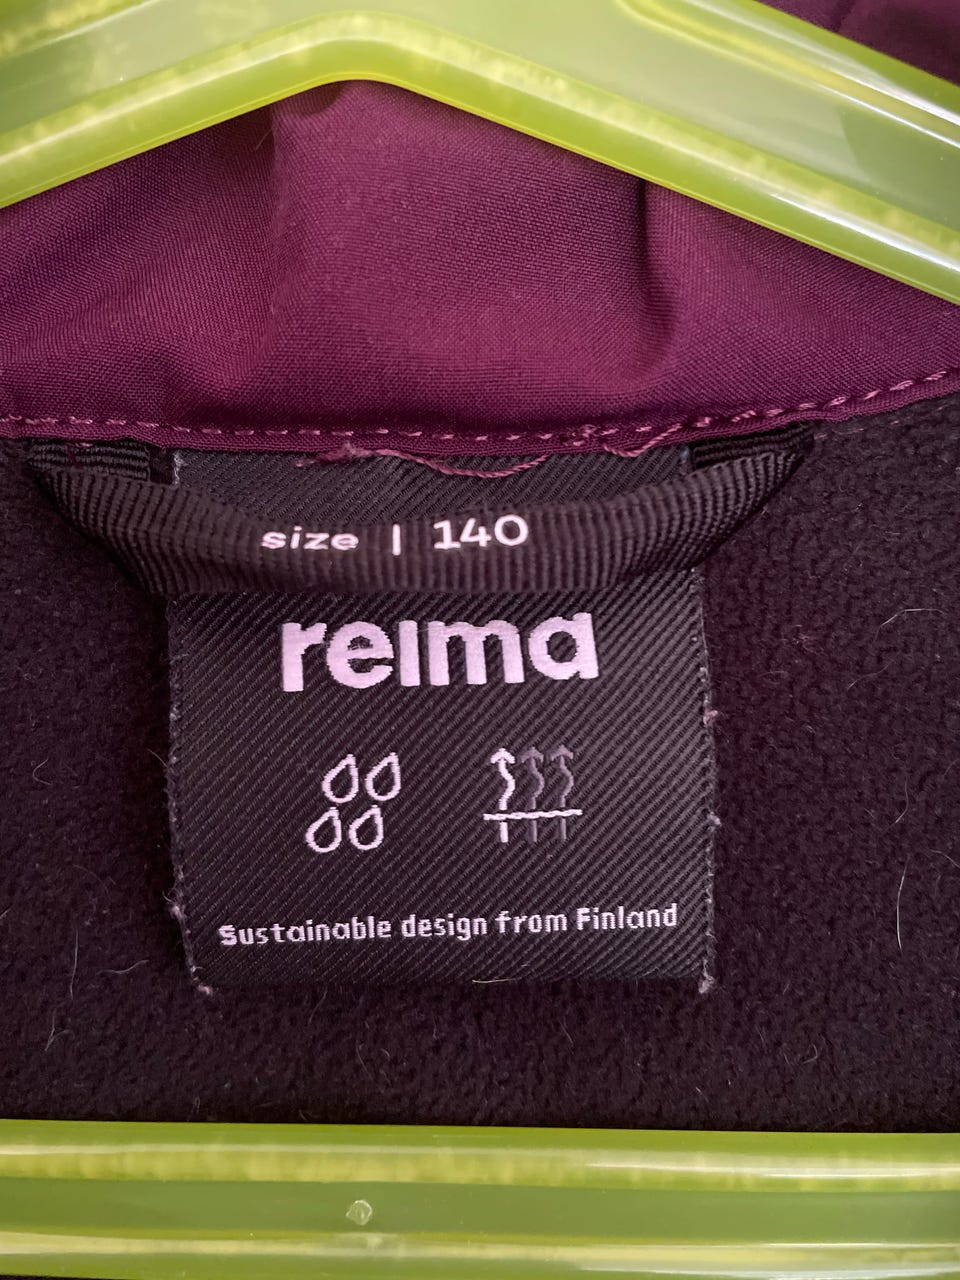 size | 140
reima
Sustainable design from Finland